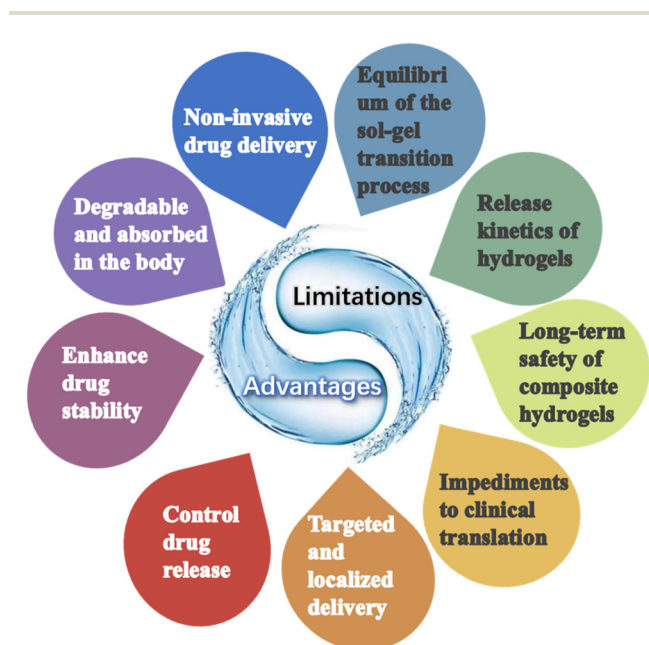 Non-invasive
drug delivery
Equilibri
um of the
sol-gel
transition
process
Degradable
and absorbed
in the body
Release
kinetics of
hydrogels
Limitations
Advantages
Enhance
drug
stability
Long-term
safety of
composite
hydrogels
Control
drug
release
Targeted
and
localized
delivery
Impediments
to clinical
translation